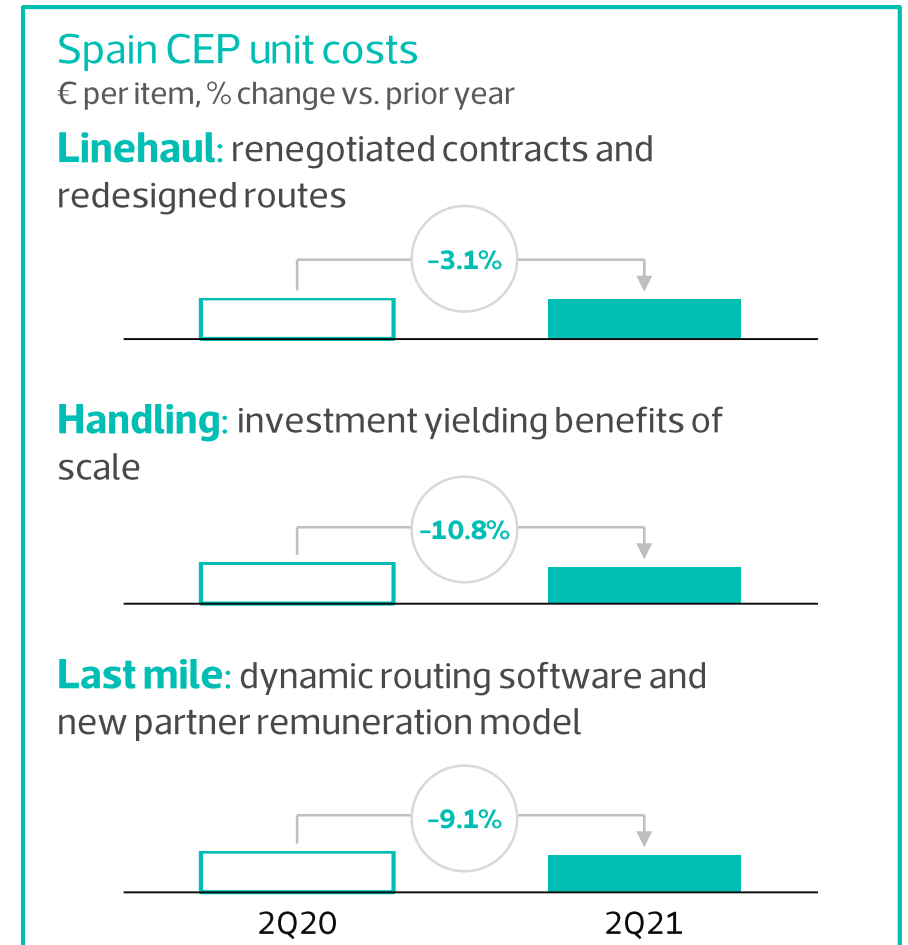 Spain CEP unit costs
€ per item, % change vs. prior year
Linehaul: renegotiated contracts and
redesigned routes
-3.1%
Handling: investment yielding benefits of
scale
-10.8%
Last mile: dynamic routing software and
new partner remuneration model
-9.1%
2Q20 2Q21